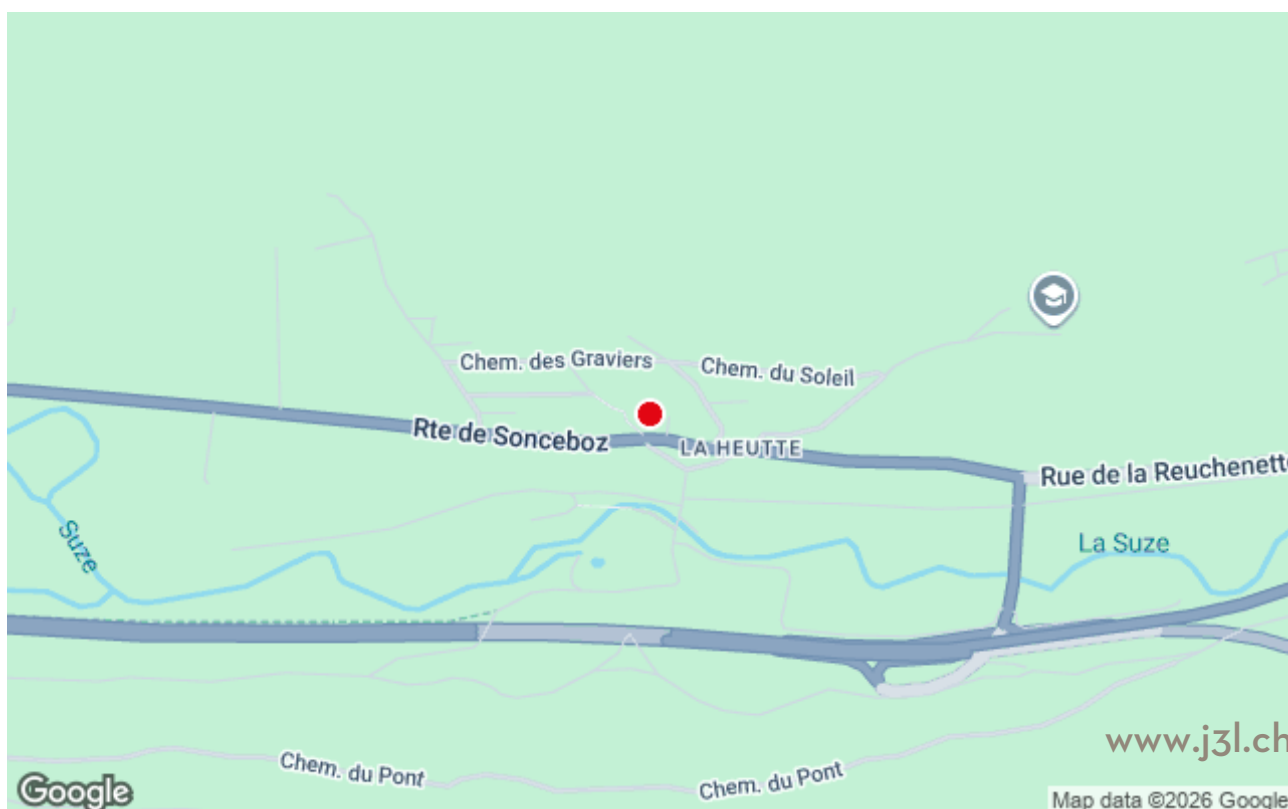 Chem. des Graviers
Chem. du Soleil
Rte de Sonceboz
LA HEUTTE
Rue de la Reuchenette
Suze
La Suze
www.j3l.ch
Chem. du Pont
Chem. du Pont
Google
Map data ©2026 Google